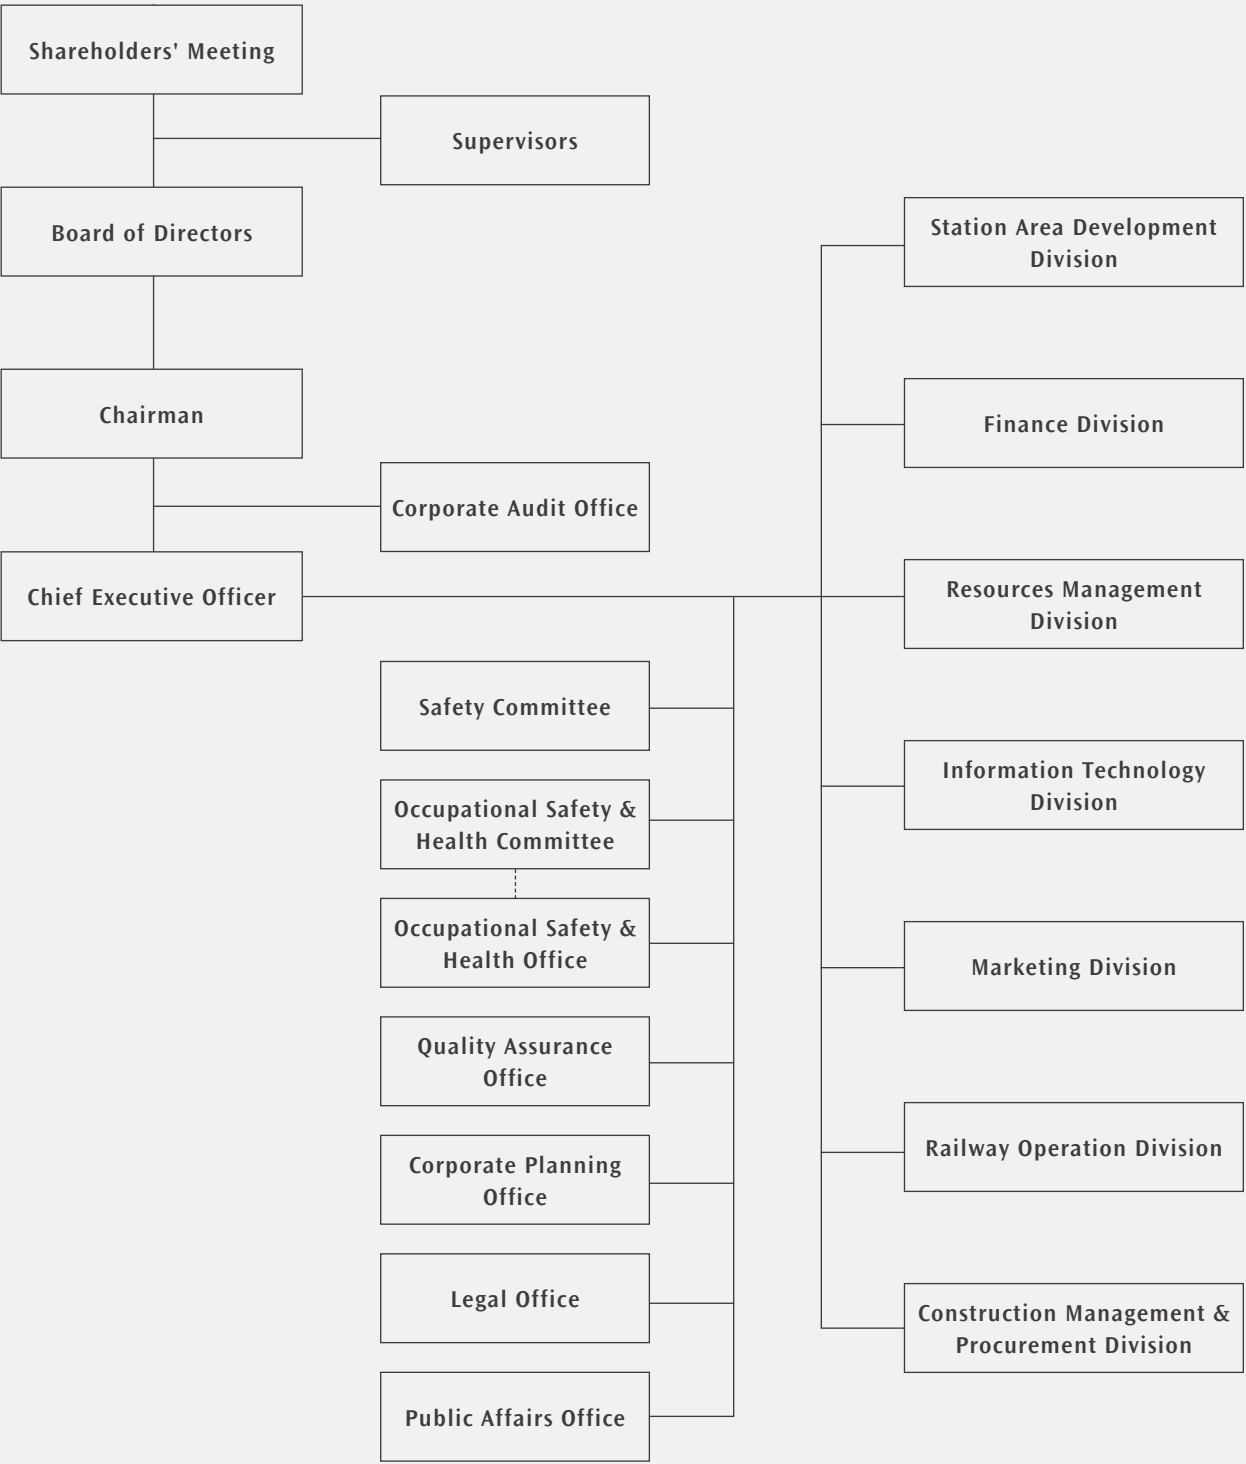 Shareholders' Meeting
Supervisors
Board of Directors
Chairman
Corporate Audit Office
Chief Executive Officer
Safety Committee
Occupational Safety &
Health Committee
Occupational Safety &
Health Office
Quality Assurance
Office
Corporate Planning
Office
Legal Office
Public Affairs Office
Station Area Development
Division
Finance Division
Resources Management
Division
Information Technology
Division
Marketing Division
Railway Operation Division
Construction Management &
Procurement Division